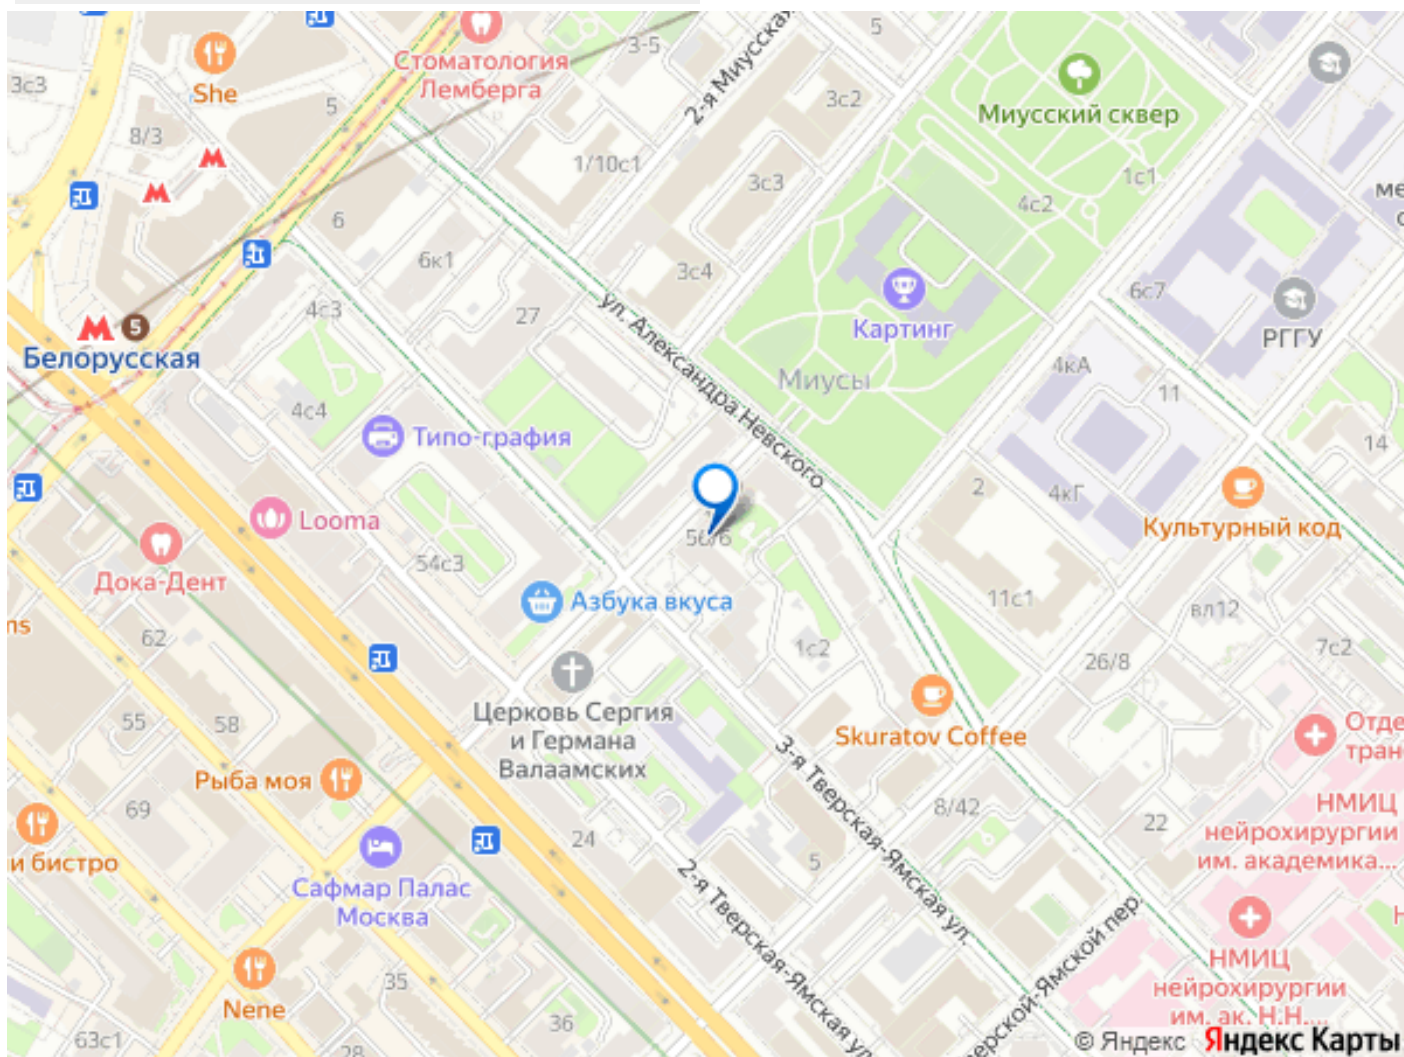 Стоматология
Лемберга
She
3с3
8/3
5
3-5
2-я Миусская
5
3с2
1/10с1
3с3
Миусский сквер
1с1
4с2
6
6к1
3с4
4с3
27
Картинг
6с7
РГГУ
5
Белорусская
ул. Александра Невского
Миусы
4кА
11
14
4с4
Типо-графия
Looma
2
4кГ
Культурный код
Дока-Дент
54с3
56/6
Азбука вкуса
11с1
вл12
62
1с2
26/8
7с2
Церковь Сергия
и Германа
Валаамских
Skuratov Coffee
55
58
Рыба моя
3-я Тверская-Ямская ул.
69
24
5
8/42
22
НМИЦ
нейрохирургии
им. академика...
и бистро
Сафмар Палас
Москва
2-я Тверская-Ямская ул
НМИЦ
нейрохирургии
им. ак. Н.Н....
Nene
35
36
63с1
28
© Яндекс Яндекс Карты